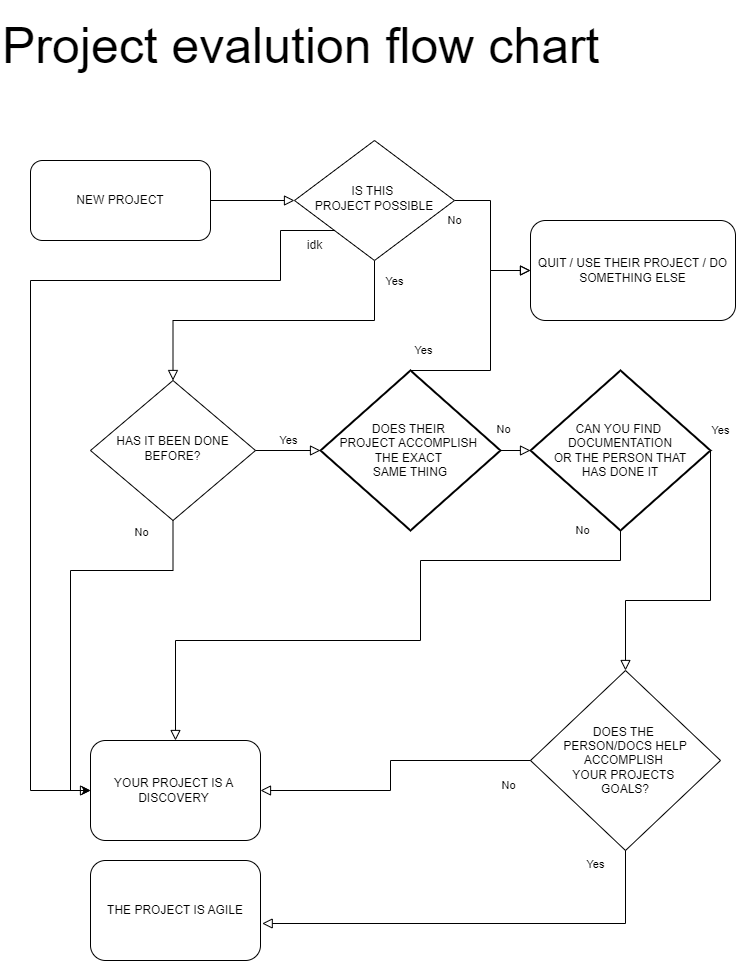 Project evalution flow chart
NEW PROJECT
IS THIS
PROJECT POSSIBLE
No
idk
Yes
QUIT / USE THEIR PROJECT / DO
SOMETHING ELSE
Yes
HAS IT BEEN DONE
BEFORE?
Yes
DOES THEIR
PROJECT ACCOMPLISH
THE EXACT
SAME THING
No
CAN YOU FIND
DOCUMENTATION
OR THE PERSON THAT
HAS DONE IT
Yes
No
No
DOES THE
PERSON/DOCS HELP
ACCOMPLISH
YOUR PROJECTS
GOALS?
No
YOUR PROJECT IS A
DISCOVERY
Yes
THE PROJECT IS AGILE